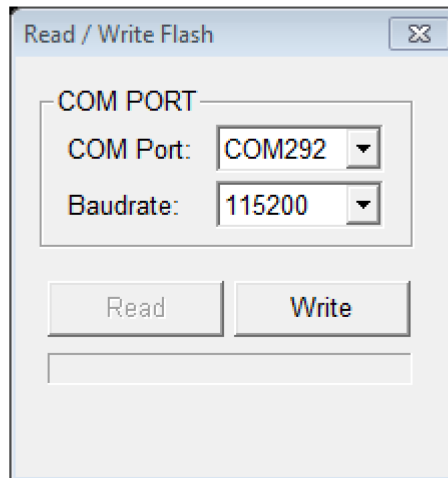 Read / Write Flash
COM PORT
COM Port: COM292
Baudrate: 115200
Read Write